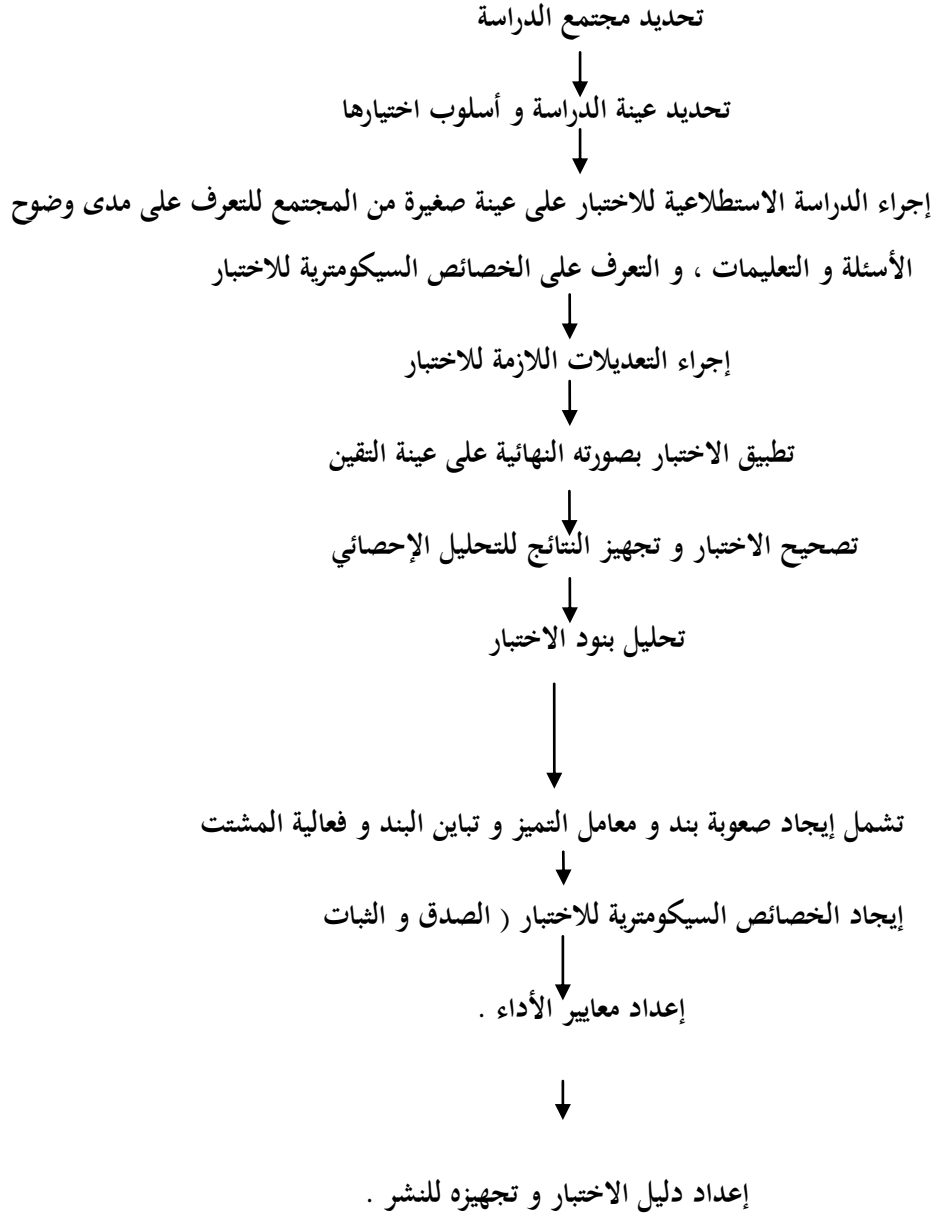 تحديد مجتمع الدراسة
تحديد عينة الدراسة و أسلوب اختيارها
إجراء الدراسة الاستطلاعية للاختبار على عينة صغيرة من المجتمع للتعرف على مدى وضوح
الأسئلة و التعليمات ، و التعرف على الخصائص السيكومترية للاختبار
إجراء التعديلات اللازمة للاختبار
تطبيق الاختبار بصورته النهائية على عينة التقين
تصحيح الاختبار و تجهيز النتائج للتحليل الإحصائي
تحليل بنود الاختبار
تشمل إيجاد صعوبة بند و معامل التميز و تباين البند و فعالية المشتت
إيجاد الخصائص السيكومترية للاختبار ( الصدق و الثبات
إعداد معايير الأداء .
إعداد دليل الاختبار و تجهيزه للنشر .